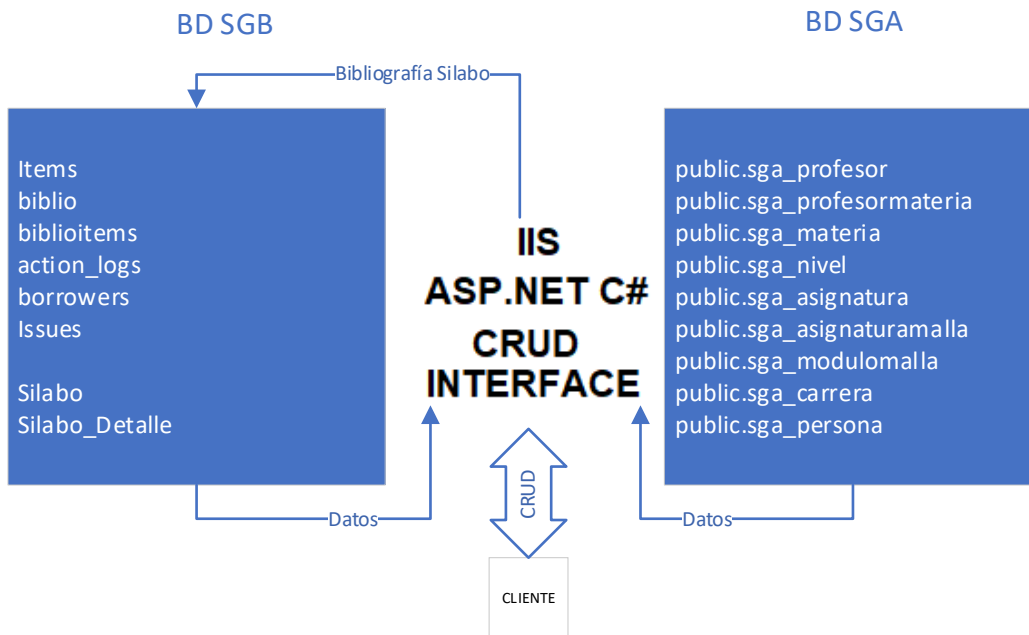 BD SGB
BD SGA
Bibliografía Silabo
Items
biblio
biblioitems
action_logs
borrowers
Issues
Silabo
Silabo_Detalle
IIS
ASP.NET C#
CRUD
INTERFACE
public.sga_profesor
public.sga_profesormateria
public.sga_materia
public.sga_nivel
public.sga_asignatura
public.sga_asignaturamalla
public.sga_modulomalla
public.sga_carrera
public.sga_persona
Datos
CRUD
Datos
CLIENTE